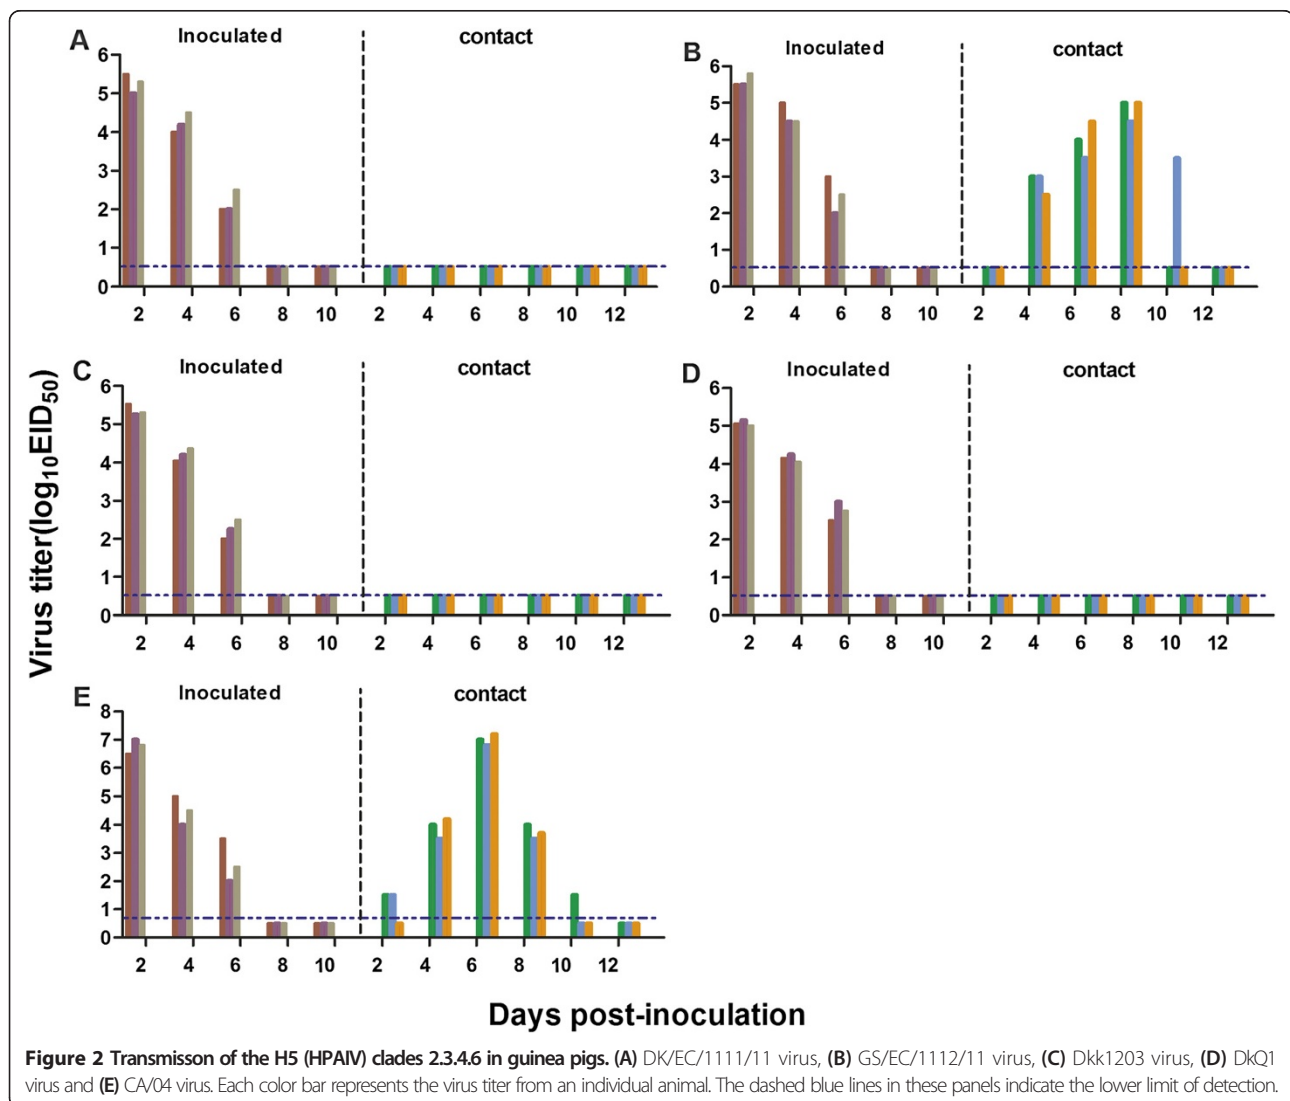 A
Inoculated
contact
6
5
4
3
2
1
0
2 4 6 8 10 2 4 6 8 10 12
B
Inoculated
contact
6
5
4
3
2
1
0
2 4 6 8 10 2 4 6 8 10 12
Virus titer(log10EID50)
C
Inoculated
contact
6
5
4
3
2
1
0
2 4 6 8 10 2 4 6 8 10 12
D
Inoculated
contact
6
5
4
3
2
1
0
2 4 6 8 10 2 4 6 8 10 12
E
Inoculated
contact
8
7
6
5
4
3
2
1
0
2 4 6 8 10 2 4 6 8 10 12
Days post-inoculation
Figure 2 Transmisson of the H5 (HPAIV) clades 2.3.4.6 in guinea pigs. (A) DK/EC/1111/11 virus, (B) GS/EC/1112/11 virus, (C) Dkk1203 virus, (D) DkQ1
virus and (E) CA/04 virus. Each color bar represents the virus titer from an individual animal. The dashed blue lines in these panels indicate the lower limit of detection.